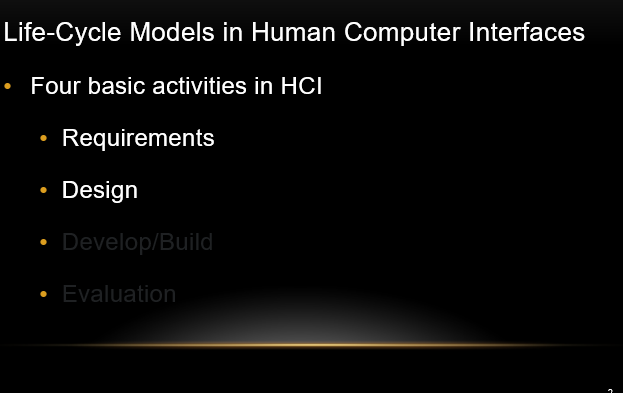 Life-Cycle Models in Human Computer Interfaces
• Four basic activities in HCI
• Requirements
• Design
• Develop/Build
• Evaluation